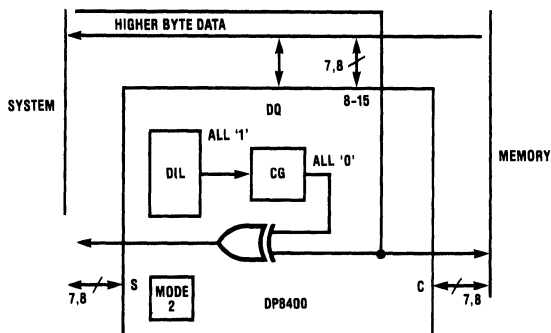 HIGHER BYTE DATA
7,8
SYSTEM
DQ
8-15
ALL '1'
DIL
CG
ALL '0'
MEMORY
S
7,8
MODE
2
DP8400
C
7,8